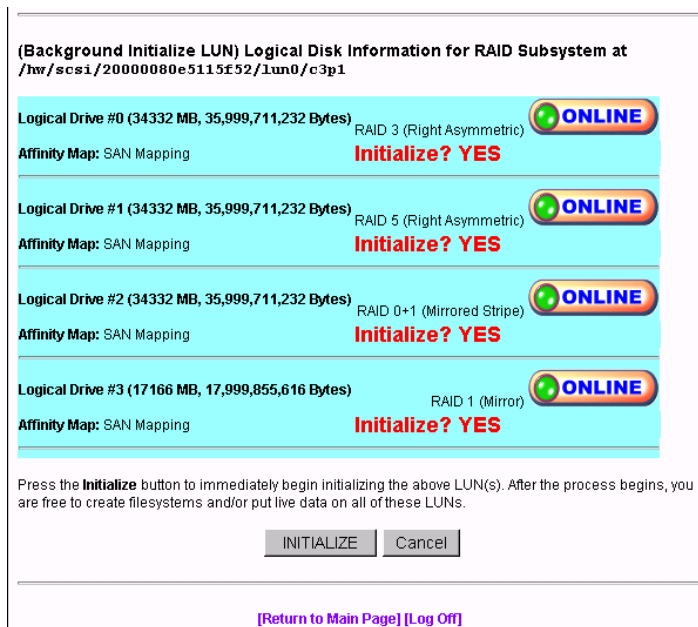 (Background Initialize LUN) Logical Disk Information for RAID Subsystem at
/hw/scsi/20000080e5115f52/lun0/c3p1
Logical Drive #0 (34332 MB, 35,999,711,232 Bytes)
RAID 3 (Right Asymmetric)
ONLINE
Affinity Map: SAN Mapping
Initialize? YES
Logical Drive #1 (34332 MB, 35,999,711,232 Bytes)
RAID 5 (Right Asymmetric)
ONLINE
Affinity Map: SAN Mapping
Initialize? YES
Logical Drive #2 (34332 MB, 35,999,711,232 Bytes)
RAID 0+1 (Mirrored Stripe)
ONLINE
Affinity Map: SAN Mapping
Initialize? YES
Logical Drive #3 (17166 MB, 17,999,855,616 Bytes)
RAID 1 (Mirror)
ONLINE
Affinity Map: SAN Mapping
Initialize? YES
Press the Initialize button to immediately begin initializing the above LUN(s). After the process begins, you
are free to create filesystems and/or put live data on all of these LUNs.
INITIALIZE
Cancel
[Return to Main Page] [Log Off]